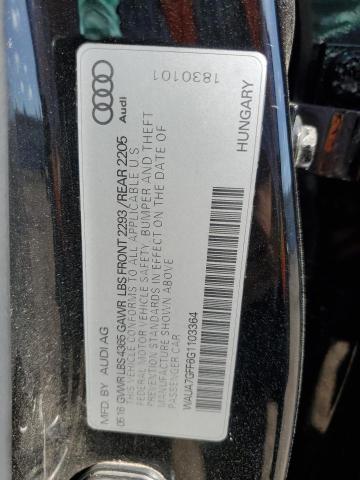 Audi
1830101
HUNGARY
MFD. BY AUDI AG
05 16 GVWR LBS 4365 GAWR LBS FRONT 2293 / REAR 2205
THIS VEHICLE CONFORMS TO ALL APPLICABLE U S
FEDERAL MOTOR VEHICLE SAFETY, BUMPER AND THEFT
PREVENTION STANDARDS IN EFFECT ON THE DATE OF
MANUFACTURE SHOWN ABOVE
PASSENGER CAR
WAUA7GFF6G1103364